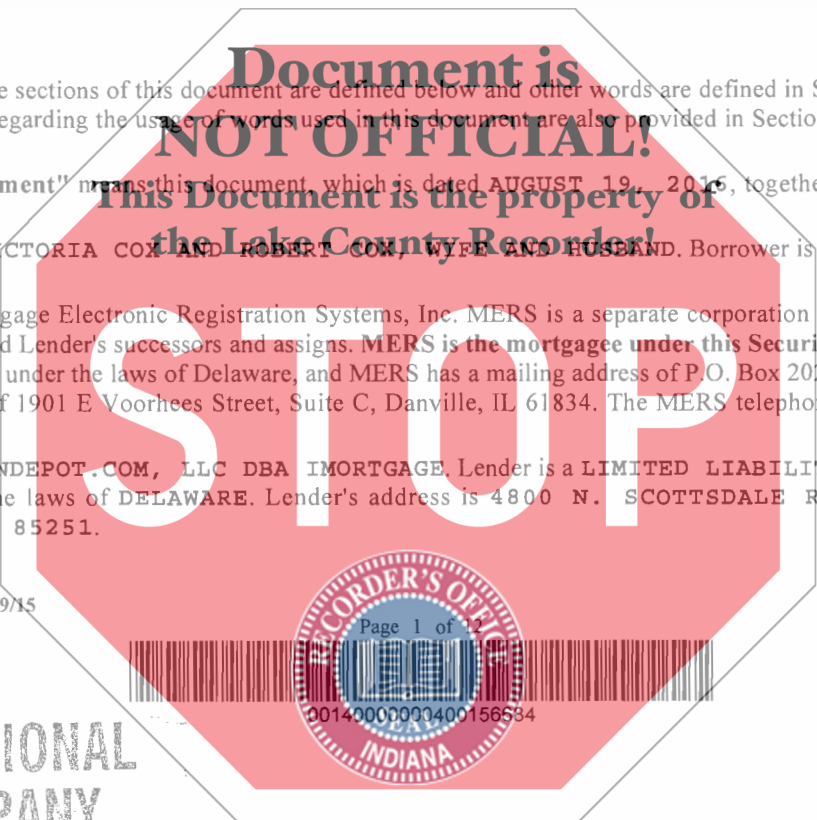 Document is
e sections of this document are defined below and other words are defined in S
egarding the usage of words used in this document are also provided in Sectio
NOT OFFICIAL!
ment" means this document, which is dated AUGUST 19, 2016, togethe
This Document is the property of
the Lake County Recorder!
CTORIA COX AND ROBERT COX, WIFE AND HUSBAND. Borrower is
gage Electronic Registration Systems, Inc. MERS is a separate corporation
d Lender's successors and assigns. MERS is the mortgagee under this Securi
under the laws of Delaware, and MERS has a mailing address of P.O. Box 202
f 1901 E Voorhees Street, Suite C, Danville, IL 61834. The MERS telepho
STOP
NDEPOT.COM, LLC DBA IMORTGAGE. Lender is a LIMITED LIABILI
e laws of DELAWARE. Lender's address is 4800 N. SCOTTSDALE R
85251.
9/15
RECORDER'S OFFICE
Page 1 of 12
SEAL
INDIANA
IONAL
PANY